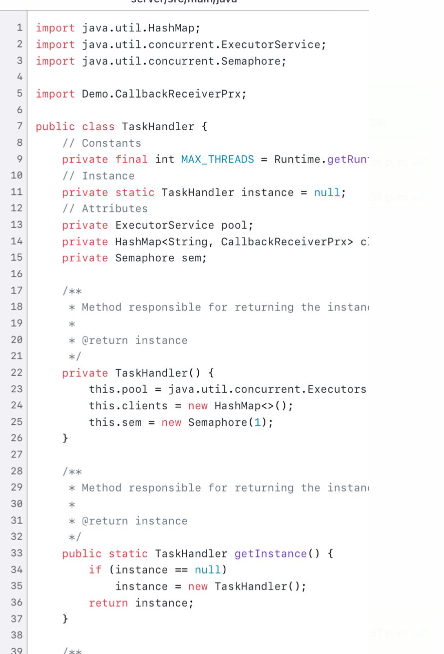 server/src/main/java
1 import java.util.HashMap;
2 import java.util.concurrent.ExecutorService;
3 import java.util.concurrent.Semaphore;
4
5 import Demo.CallbackReceiverPrx;
6
7 public class TaskHandler {
8 // Constants
9 private final int MAX_THREADS = Runtime.getRun
10 // Instance
11 private static TaskHandler instance = null;
12 // Attributes
13 private ExecutorService pool;
14 private HashMap<String, CallbackReceiverPrx> cl
15 private Semaphore sem;
16
17 /**
18 * Method responsible for returning the instanc
19 *
20 * @return instance
21 */
22 private TaskHandler() {
23 this.pool = java.util.concurrent.Executors
24 this.clients = new HashMap<>();
25 this.sem = new Semaphore(1);
26 }
27
28 /**
29 * Method responsible for returning the instanc
30 *
31 * @return instance
32 */
33 public static TaskHandler getInstance() {
34 if (instance == null)
35 instance = new TaskHandler();
36 return instance;
37 }
38
39 /**